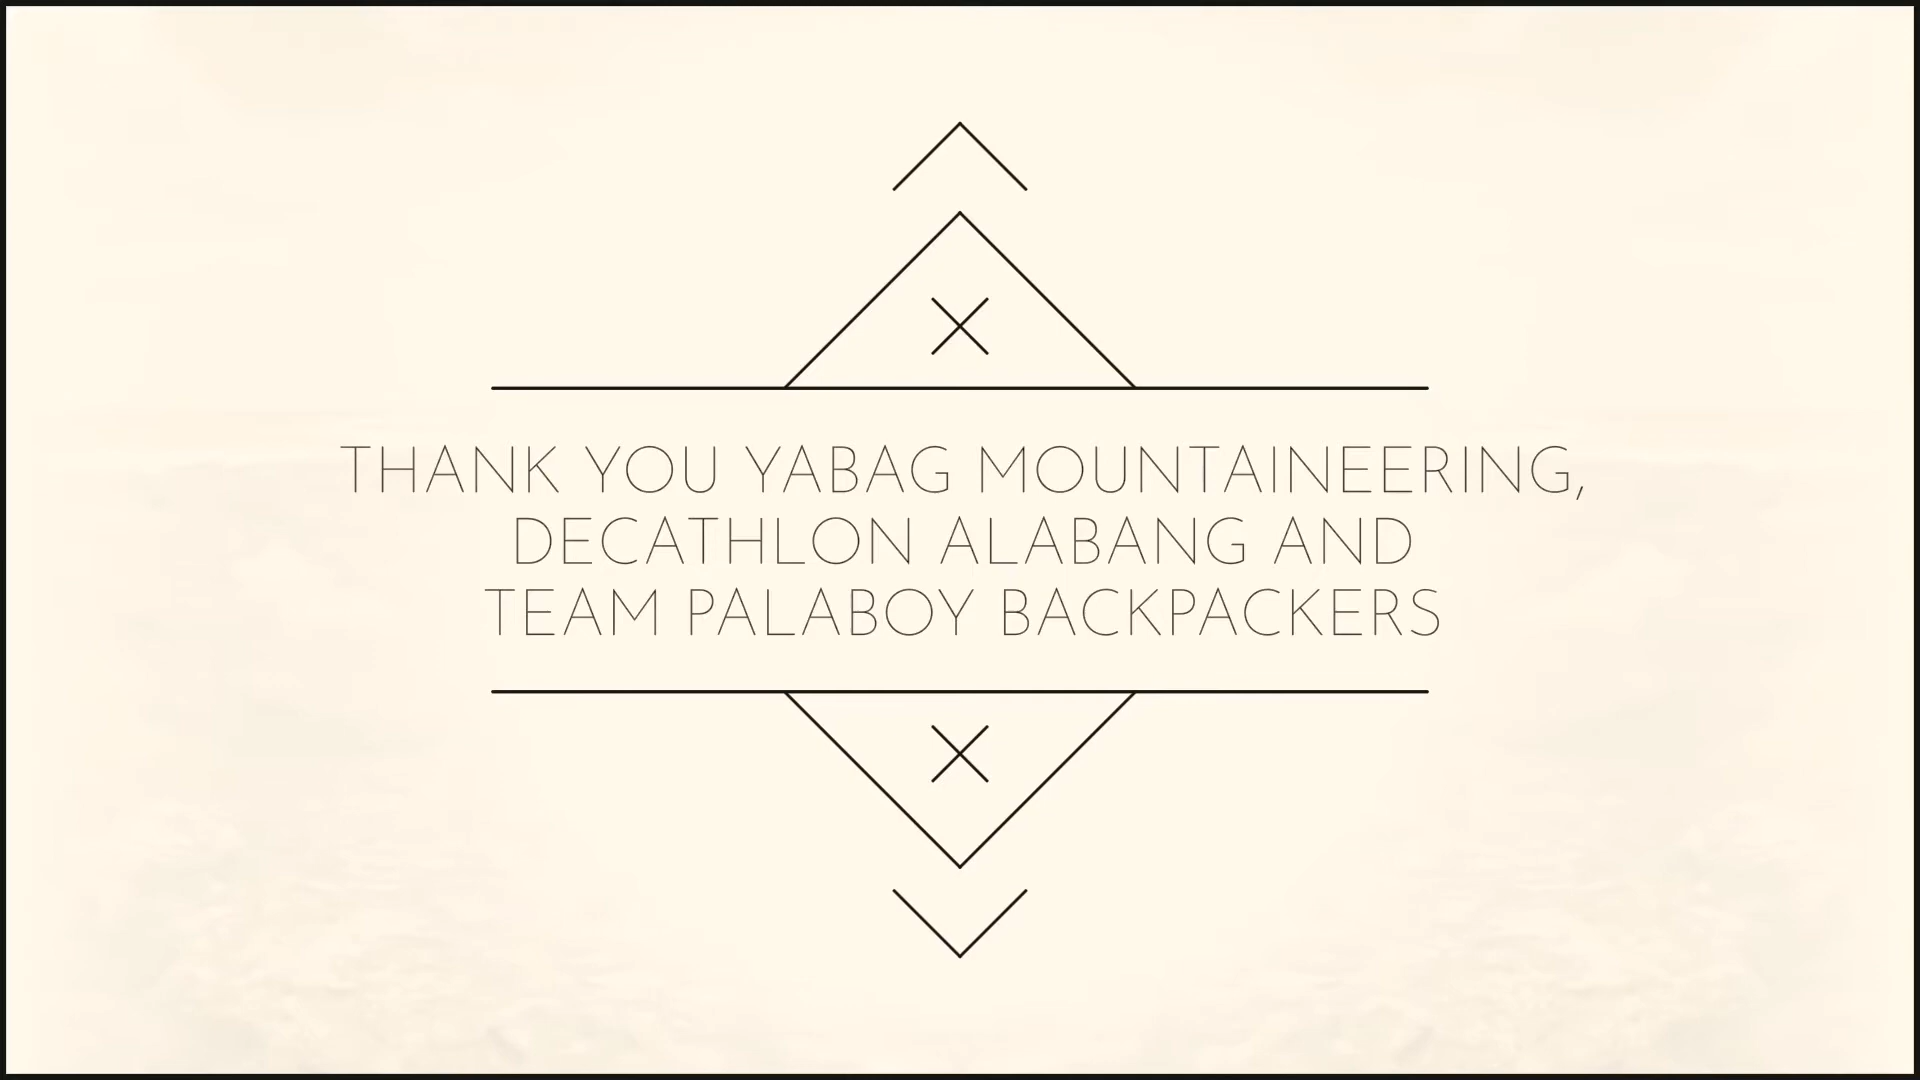 THANK YOU YABAG MOUNTAINEERING,
DECATHLON ALABANG AND
TEAM PALABOY BACKPACKERS